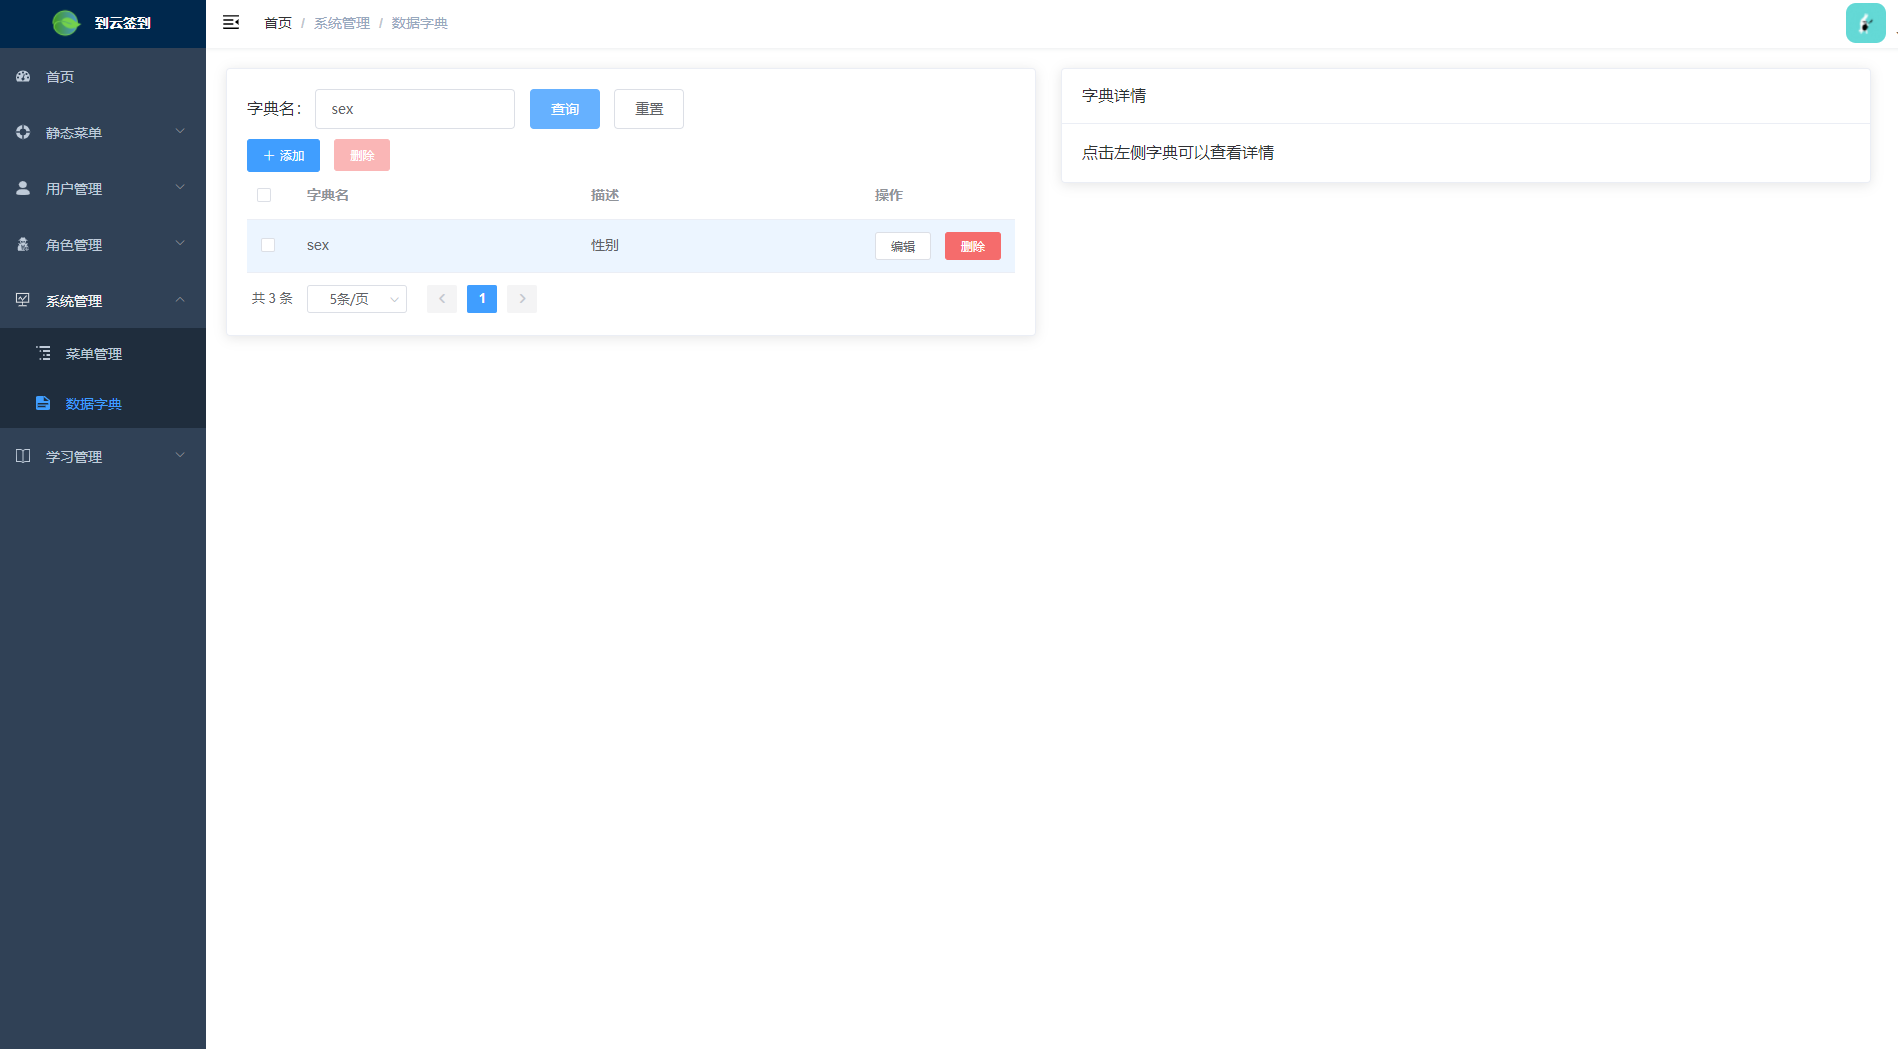 到云签到
首页
静态菜单
用户管理
角色管理
系统管理
菜单管理
数据字典
学习管理
首页 / 系统管理 / 数据字典
字典名： sex 查询 重置
添加 删除
字典名 描述 操作
sex 性别 编辑 删除
共 3 条 5条/页 1
字典详情
点击左侧字典可以查看详情